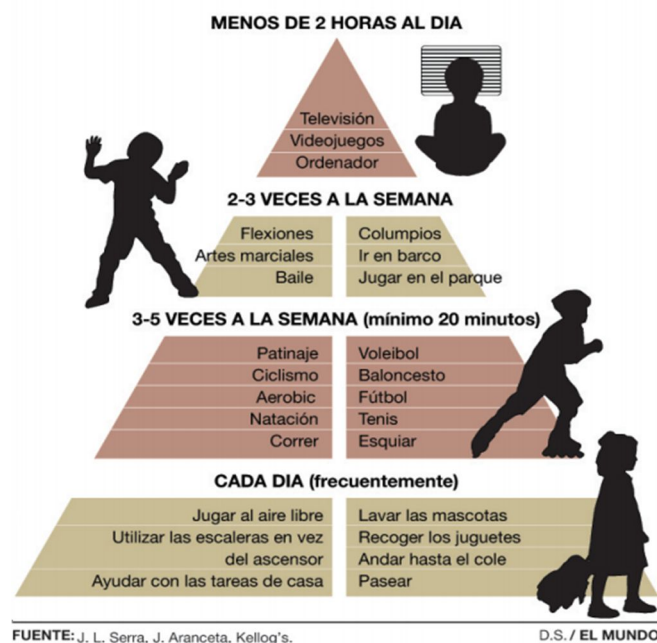 MENOS DE 2 HORAS AL DIA
Televisión
Videojuegos
Ordenador
2-3 VECES A LA SEMANA
Flexiones
Artes marciales
Baile
Columpios
Ir en barco
Jugar en el parque
3-5 VECES A LA SEMANA (mínimo 20 minutos)
Patinaje
Ciclismo
Aerobic
Natación
Correr
Voleibol
Baloncesto
Fútbol
Tenis
Esquiar
CADA DIA (frecuentemente)
Jugar al aire libre
Utilizar las escaleras en vez
del ascensor
Ayudar con las tareas de casa
Lavar las mascotas
Recoger los juguetes
Andar hasta el cole
Pasear
FUENTE: J. L. Serra, J. Aranceta, Kellog's.
D.S. / EL MUNDO